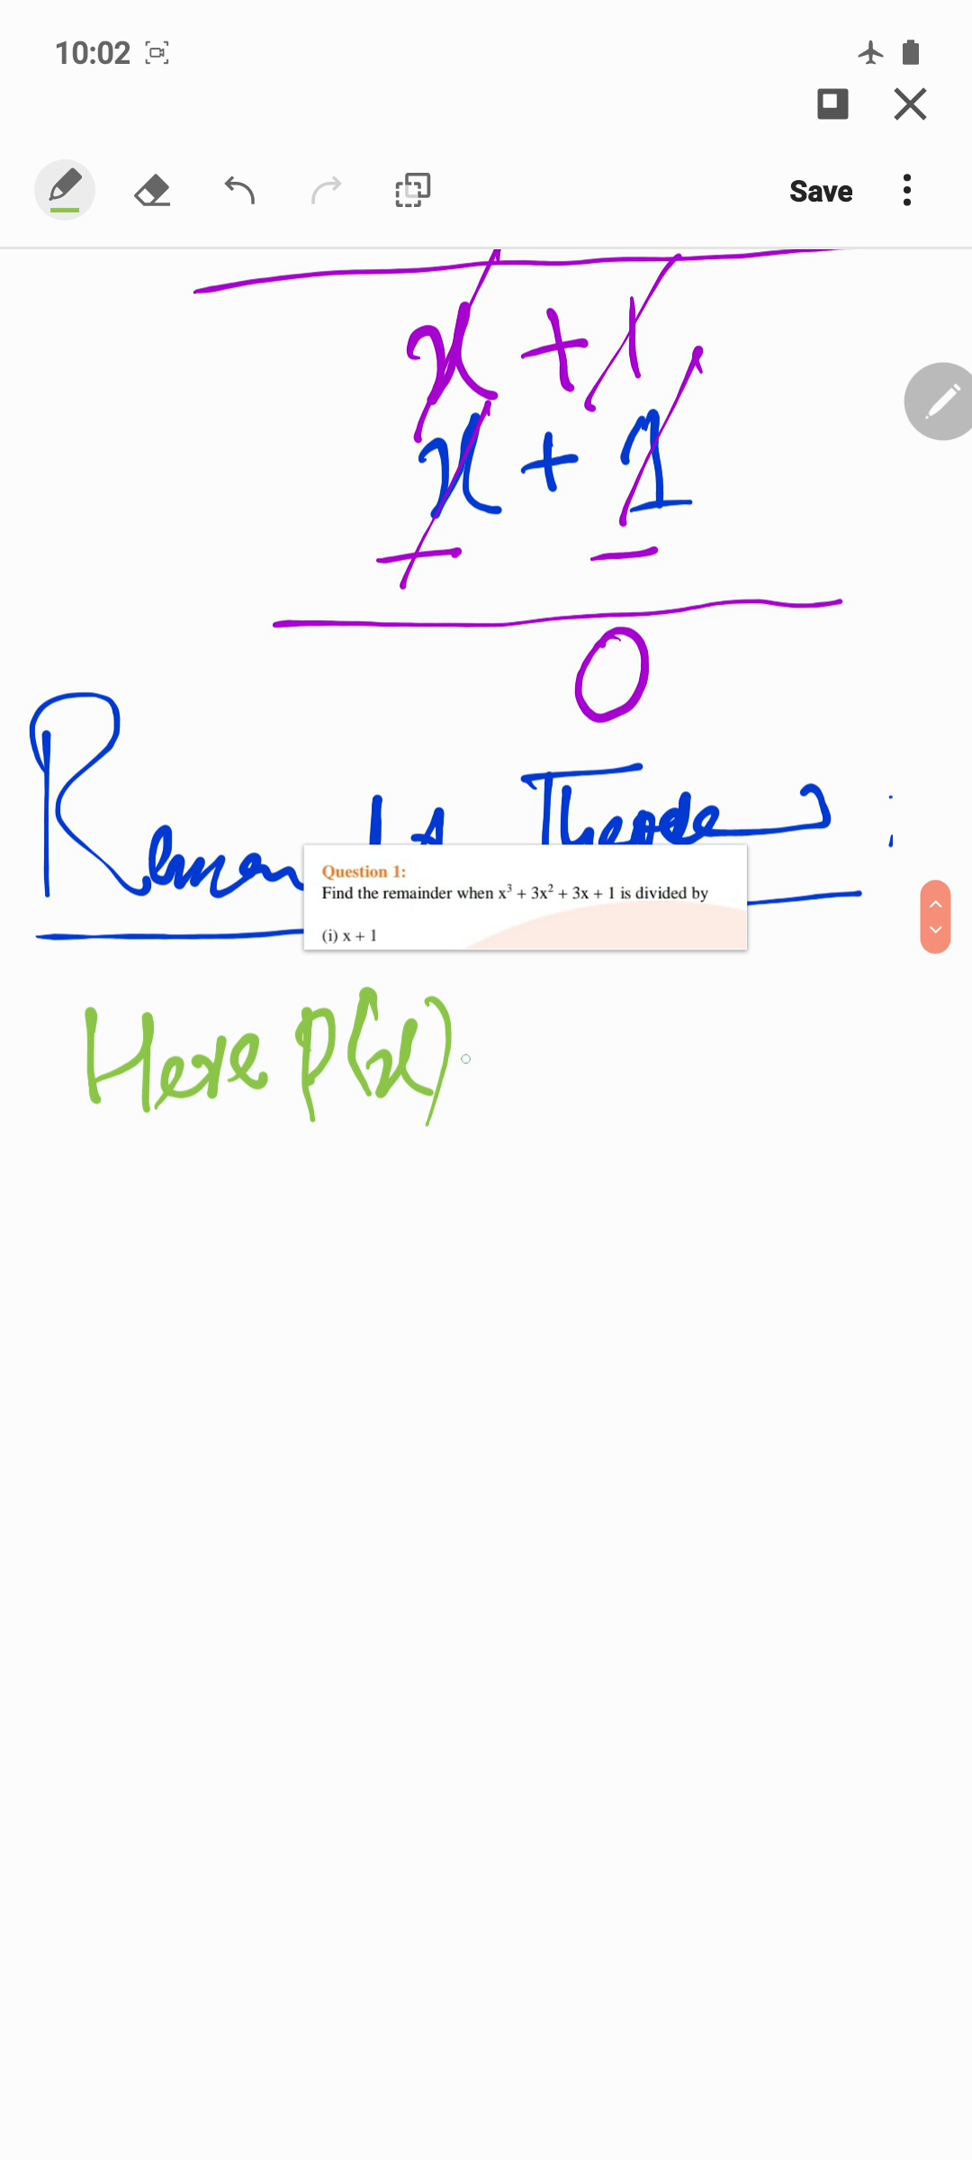 10:02
Save
x + 1
x + 1
- -
0
Theode :
Question 1:
Find the remainder when x³ + 3x² + 3x + 1 is divided by
(i) x + 1
Here p(x)